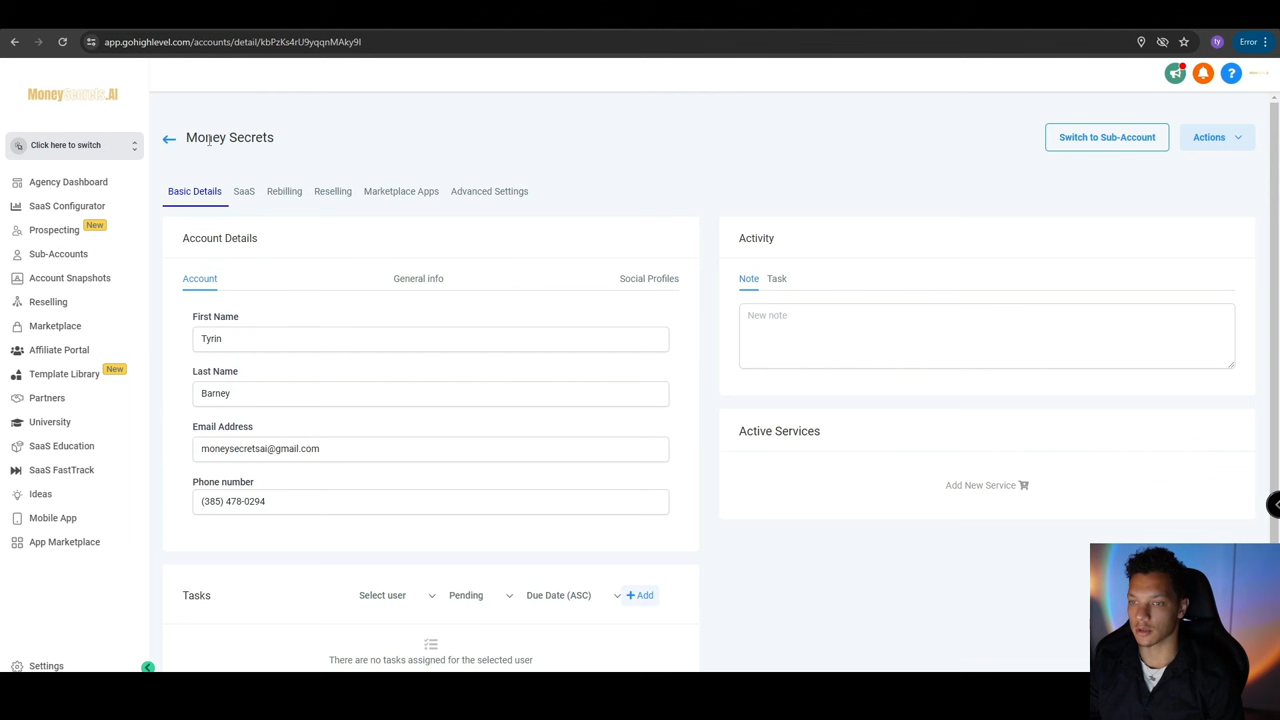 app.gohighlevel.com/accounts/detail/kbPzKs4rU9yqqnMAky9I
ty
Error
MoneySecrets.AI
Click here to switch
Agency Dashboard
SaaS Configurator
Prospecting New
Sub-Accounts
Account Snapshots
Reselling
Marketplace
Affiliate Portal
Template Library New
Partners
University
SaaS Education
SaaS FastTrack
Ideas
Mobile App
App Marketplace
Settings
Money Secrets
Switch to Sub-Account
Actions
Basic Details SaaS Rebilling Reselling Marketplace Apps Advanced Settings
Account Details
Account General info Social Profiles
First Name
Tyrin
Last Name
Barney
Email Address
moneysecretsai@gmail.com
Phone number
(385) 478-0294
Tasks Select user Pending Due Date (ASC) + Add
There are no tasks assigned for the selected user
Activity
Note Task
New note
Active Services
Add New Service